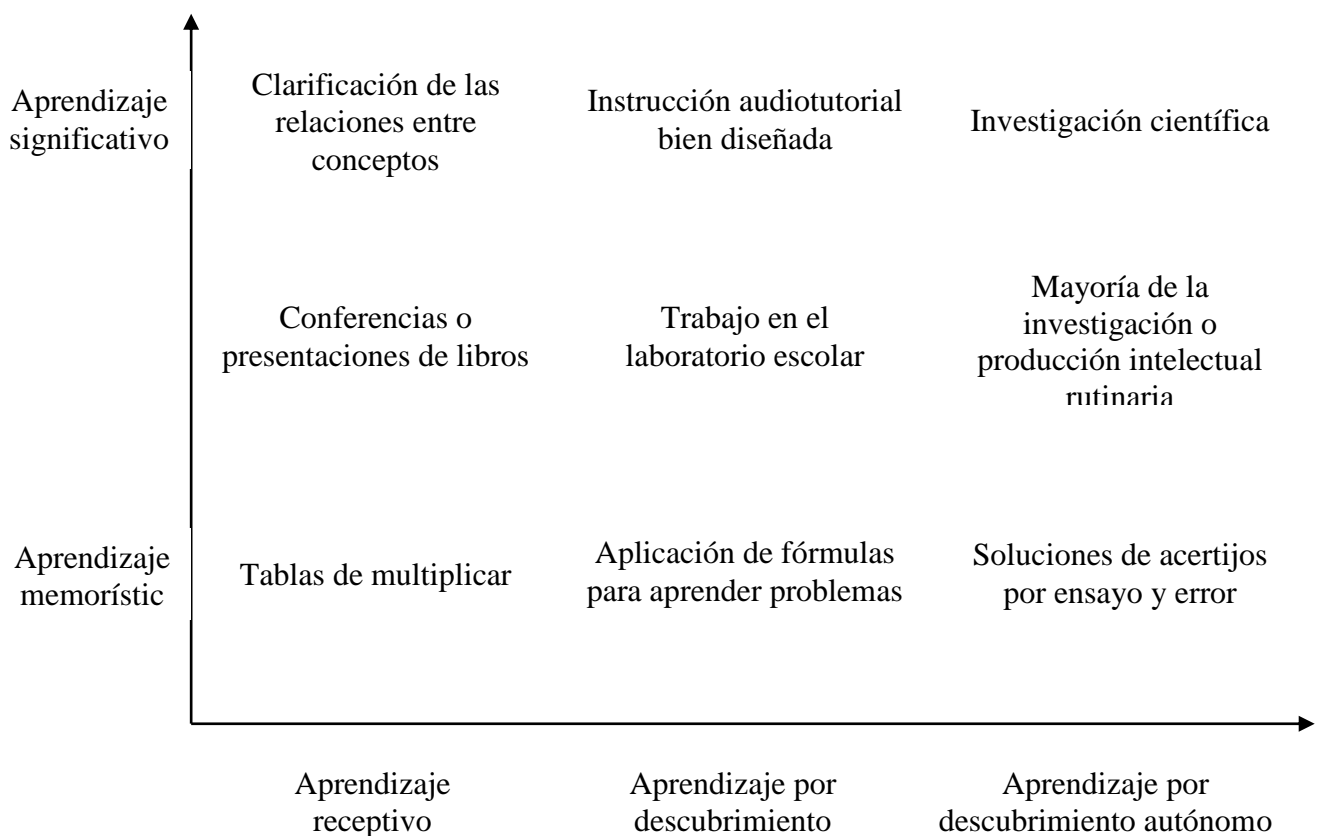 Aprendizaje
significativo
Clarificación de las
relaciones entre
conceptos
Instrucción audiotutorial
bien diseñada
Investigación científica
Conferencias o
presentaciones de libros
Trabajo en el
laboratorio escolar
Mayoría de la
investigación o
producción intelectual
rutinaria
Aprendizaje
memorístic
Tablas de multiplicar
Aplicación de fórmulas
para aprender problemas
Soluciones de acertijos
por ensayo y error
Aprendizaje
receptivo
Aprendizaje por
descubrimiento
Aprendizaje por
descubrimiento autónomo